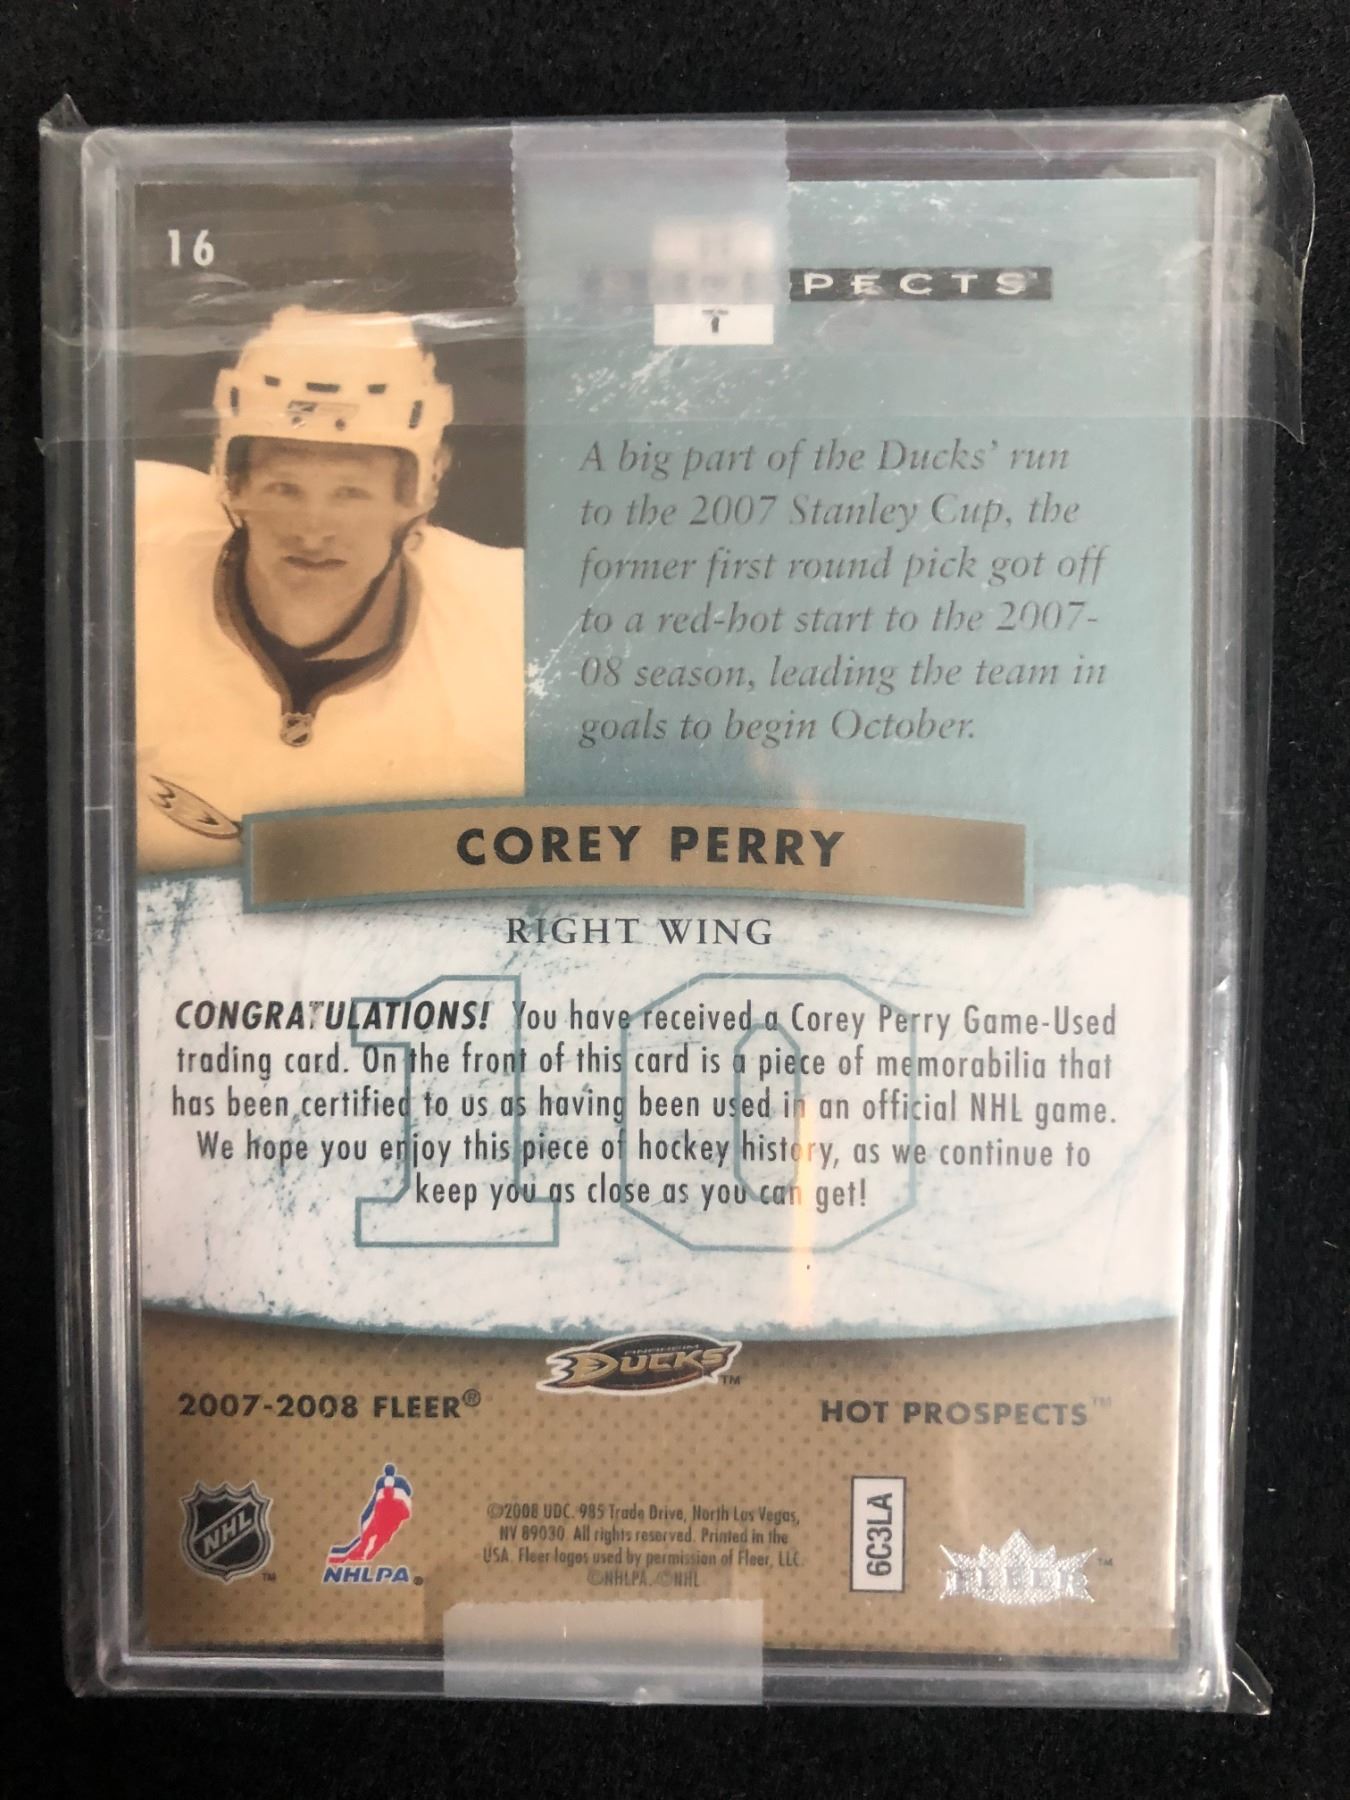 16
PECTS
T
A big part of the Ducks' run
to the 2007 Stanley Cup, the
former first round pick got off
to a red-hot start to the 2007-
08 season, leading the team in
goals to begin October.
COREY PERRY
RIGHT WING
10
CONGRATULATIONS! You have received a Corey Perry Game-Used
trading card. On the front of this card is a piece of memorabilia that
has been certified to us as having been used in an official NHL game.
We hope you enjoy this piece of hockey history, as we continue to
keep you as close as you can get!
ANAHEIM
DUCKS™
2007-2008 FLEER®
HOT PROSPECTS™
NHL™
NHLPA®
©2008 UDC. 985 Trade Drive, North Las Vegas,
NV 89030. All rights reserved. Printed in the
USA. Fleer logos used by permission of Fleer, LLC.
©NHLPA. ©NHL
6C3LA
FLEER™